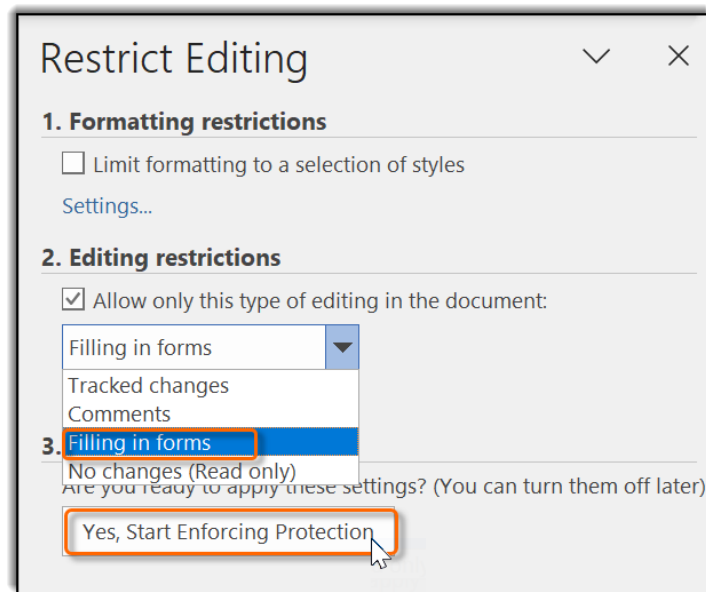 Restrict Editing
1. Formatting restrictions
Limit formatting to a selection of styles
Settings...
2. Editing restrictions
Allow only this type of editing in the document:
Filling in forms
Tracked changes
Comments
3. Filling in forms
No changes (Read only)
Are you ready to apply these settings? (You can turn them off later)
Yes, Start Enforcing Protection